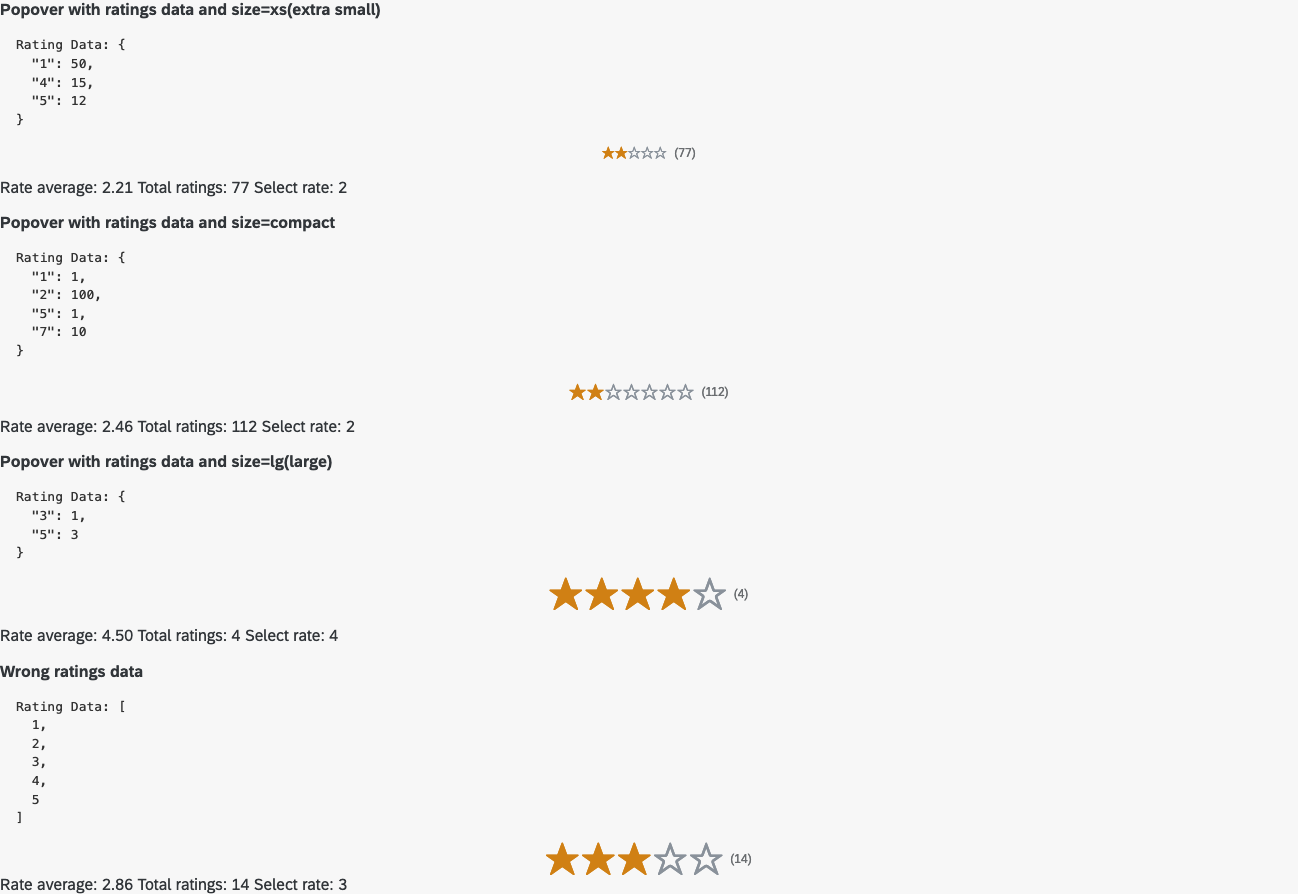 Popover with ratings data and size=xs(extra small)
Rating Data: {
"1": 50,
"4": 15,
"5": 12
}
(77)
Rate average: 2.21 Total ratings: 77 Select rate: 2
Popover with ratings data and size=compact
Rating Data: {
"1": 1,
"2": 100,
"5": 1,
"7": 10
}
(112)
Rate average: 2.46 Total ratings: 112 Select rate: 2
Popover with ratings data and size=lg(large)
Rating Data: {
"3": 1,
"5": 3
}
(4)
Rate average: 4.50 Total ratings: 4 Select rate: 4
Wrong ratings data
Rating Data: [
1,
2,
3,
4,
5
]
(14)
Rate average: 2.86 Total ratings: 14 Select rate: 3